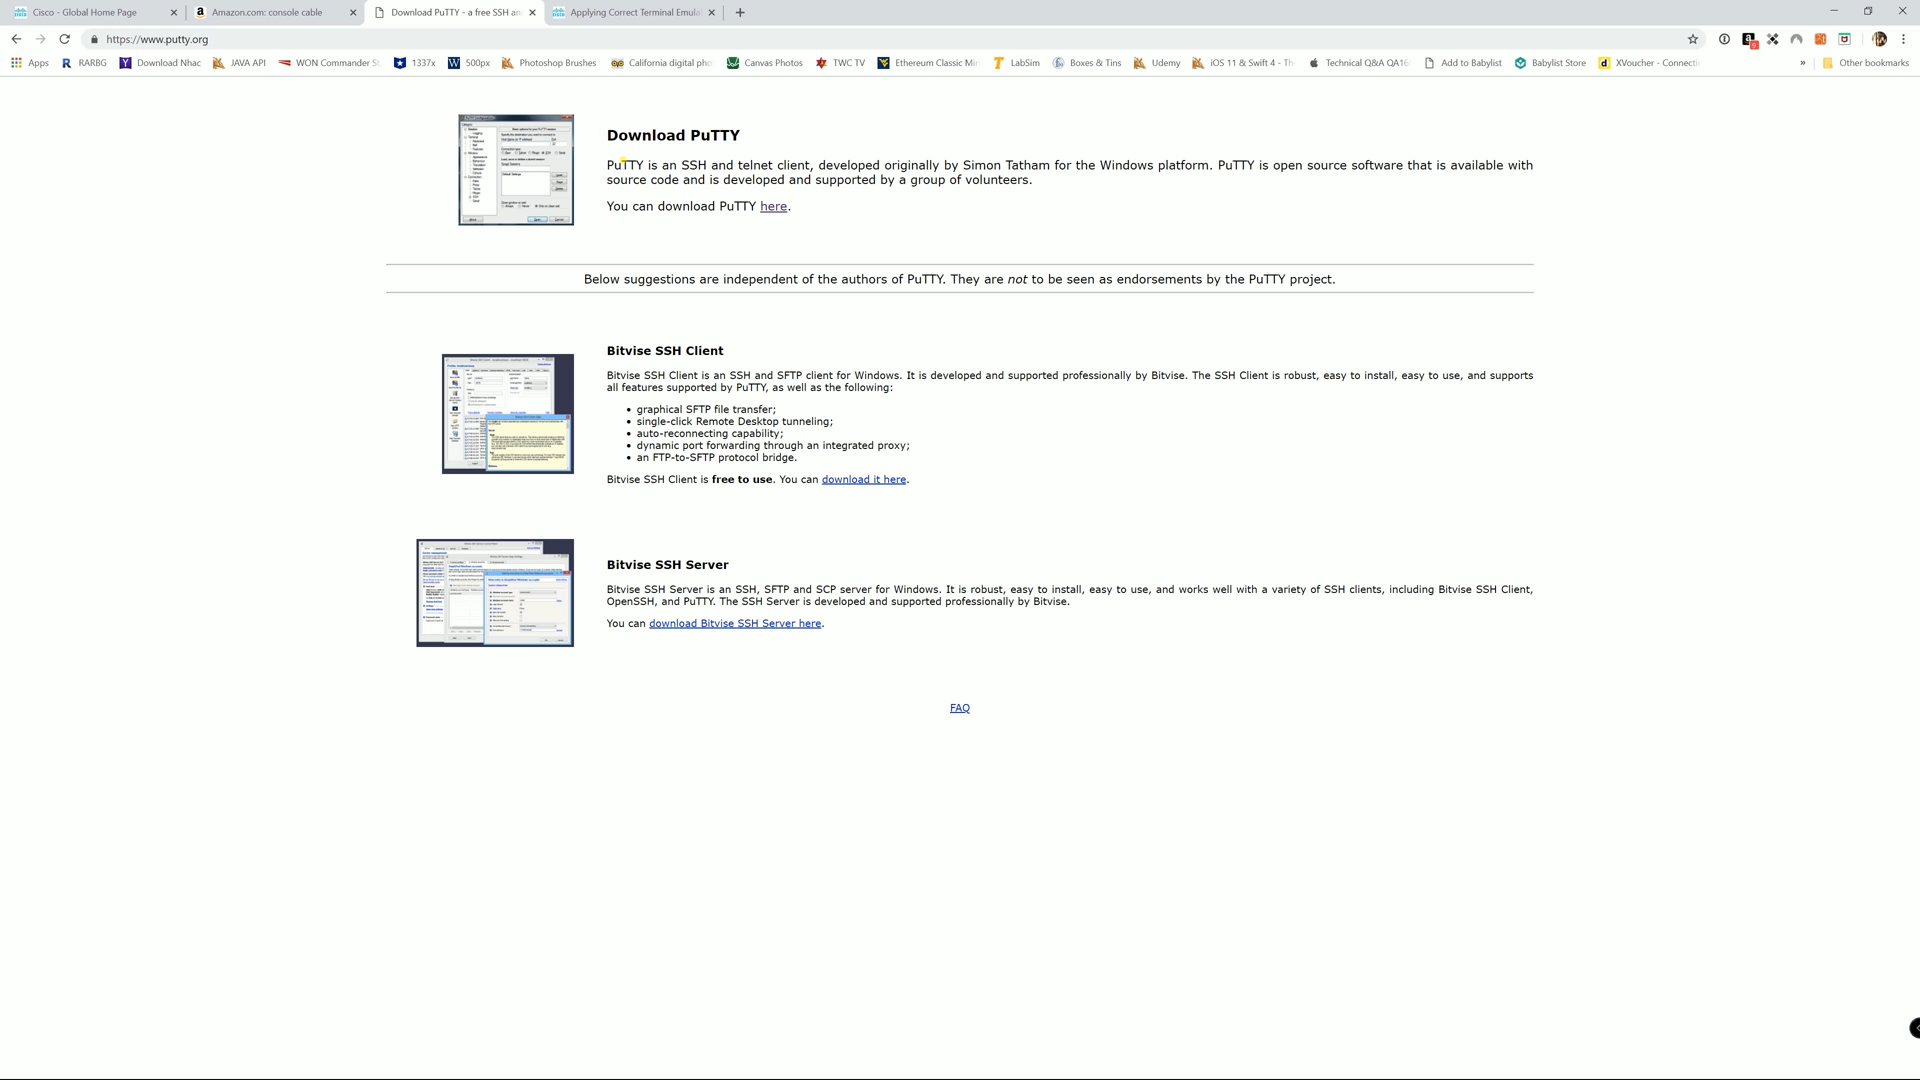 Cisco - Global Home Page
Amazon.com: console cable
Download PuTTY - a free SSH an
Applying Correct Terminal Emula
https://www.putty.org
Apps
RARBG
Download Nhac
JAVA API
WON Commander S
1337x
500px
Photoshop Brushes
California digital pho
Canvas Photos
TWC TV
Ethereum Classic Mi
LabSim
Boxes & Tins
Udemy
iOS 11 & Swift 4 - Th
Technical Q&A QA16
Add to Babylist
Babylist Store
XVoucher - Connecti
»
Other bookmarks
Download PuTTY
PuTTY is an SSH and telnet client, developed originally by Simon Tatham for the Windows platform. PuTTY is open source software that is available with
source code and is developed and supported by a group of volunteers.
You can download PuTTY here.
Below suggestions are independent of the authors of PuTTY. They are not to be seen as endorsements by the PuTTY project.
Bitvise SSH Client
Bitvise SSH Client is an SSH and SFTP client for Windows. It is developed and supported professionally by Bitvise. The SSH Client is robust, easy to install, easy to use, and supports
all features supported by PuTTY, as well as the following:
• graphical SFTP file transfer;
• single-click Remote Desktop tunneling;
• auto-reconnecting capability;
• dynamic port forwarding through an integrated proxy;
• an FTP-to-SFTP protocol bridge.
Bitvise SSH Client is free to use. You can download it here.
Bitvise SSH Server
Bitvise SSH Server is an SSH, SFTP and SCP server for Windows. It is robust, easy to install, easy to use, and works well with a variety of SSH clients, including Bitvise SSH Client,
OpenSSH, and PuTTY. The SSH Server is developed and supported professionally by Bitvise.
You can download Bitvise SSH Server here.
FAQ